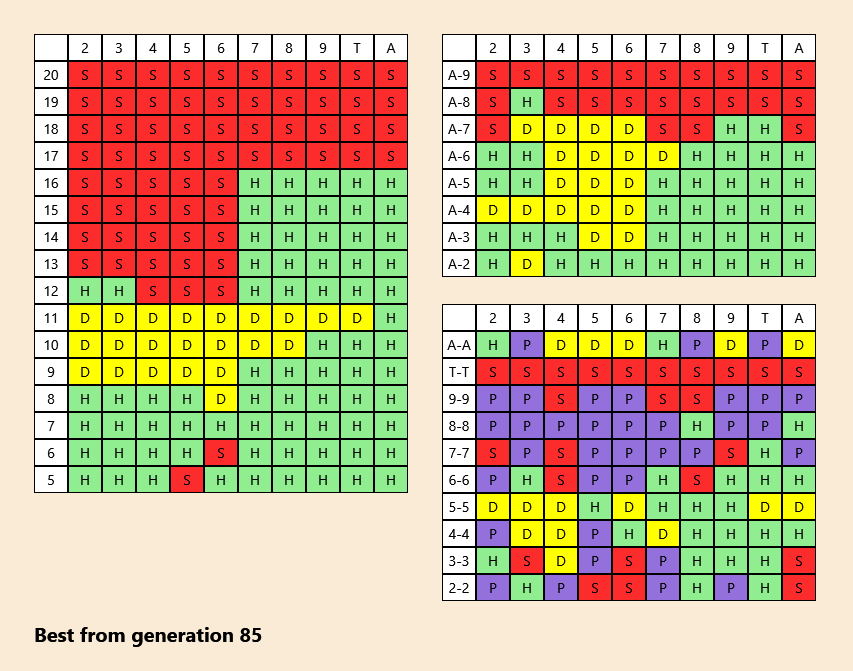 2 3 4 5 6 7 8 9 T A
20 S S S S S S S S S S
19 S S S S S S S S S S
18 S S S S S S S S S S
17 S S S S S S S S S S
16 S S S S S H H H H H
15 S S S S S H H H H H
14 S S S S S H H H H H
13 S S S S S H H H H H
12 H H S S S H H H H H
11 D D D D D D D D D H
10 D D D D D D D H H H
9 D D D D D H H H H H
8 H H H H D H H H H H
7 H H H H H H H H H H
6 H H H H S H H H H H
5 H H H S H H H H H H
2 3 4 5 6 7 8 9 T A
A-9 S S S S S S S S S S
A-8 S H S S S S S S S S
A-7 S D D D D S S H H S
A-6 H H D D D D H H H H
A-5 H H D D D H H H H H
A-4 D D D D D H H H H H
A-3 H H H D D H H H H H
A-2 H D H H H H H H H H
2 3 4 5 6 7 8 9 T A
A-A H P D D D H P D P D
T-T S S S S S S S S S S
9-9 P P S P P S S P P P
8-8 P P P P P P H P P H
7-7 S P S P P P P S H P
6-6 P H S P P H S H H H
5-5 D D D H D H H H D D
4-4 P D D P H D H H H H
3-3 H S D P S P H H H S
2-2 P H P S S P H P H S
Best from generation 85